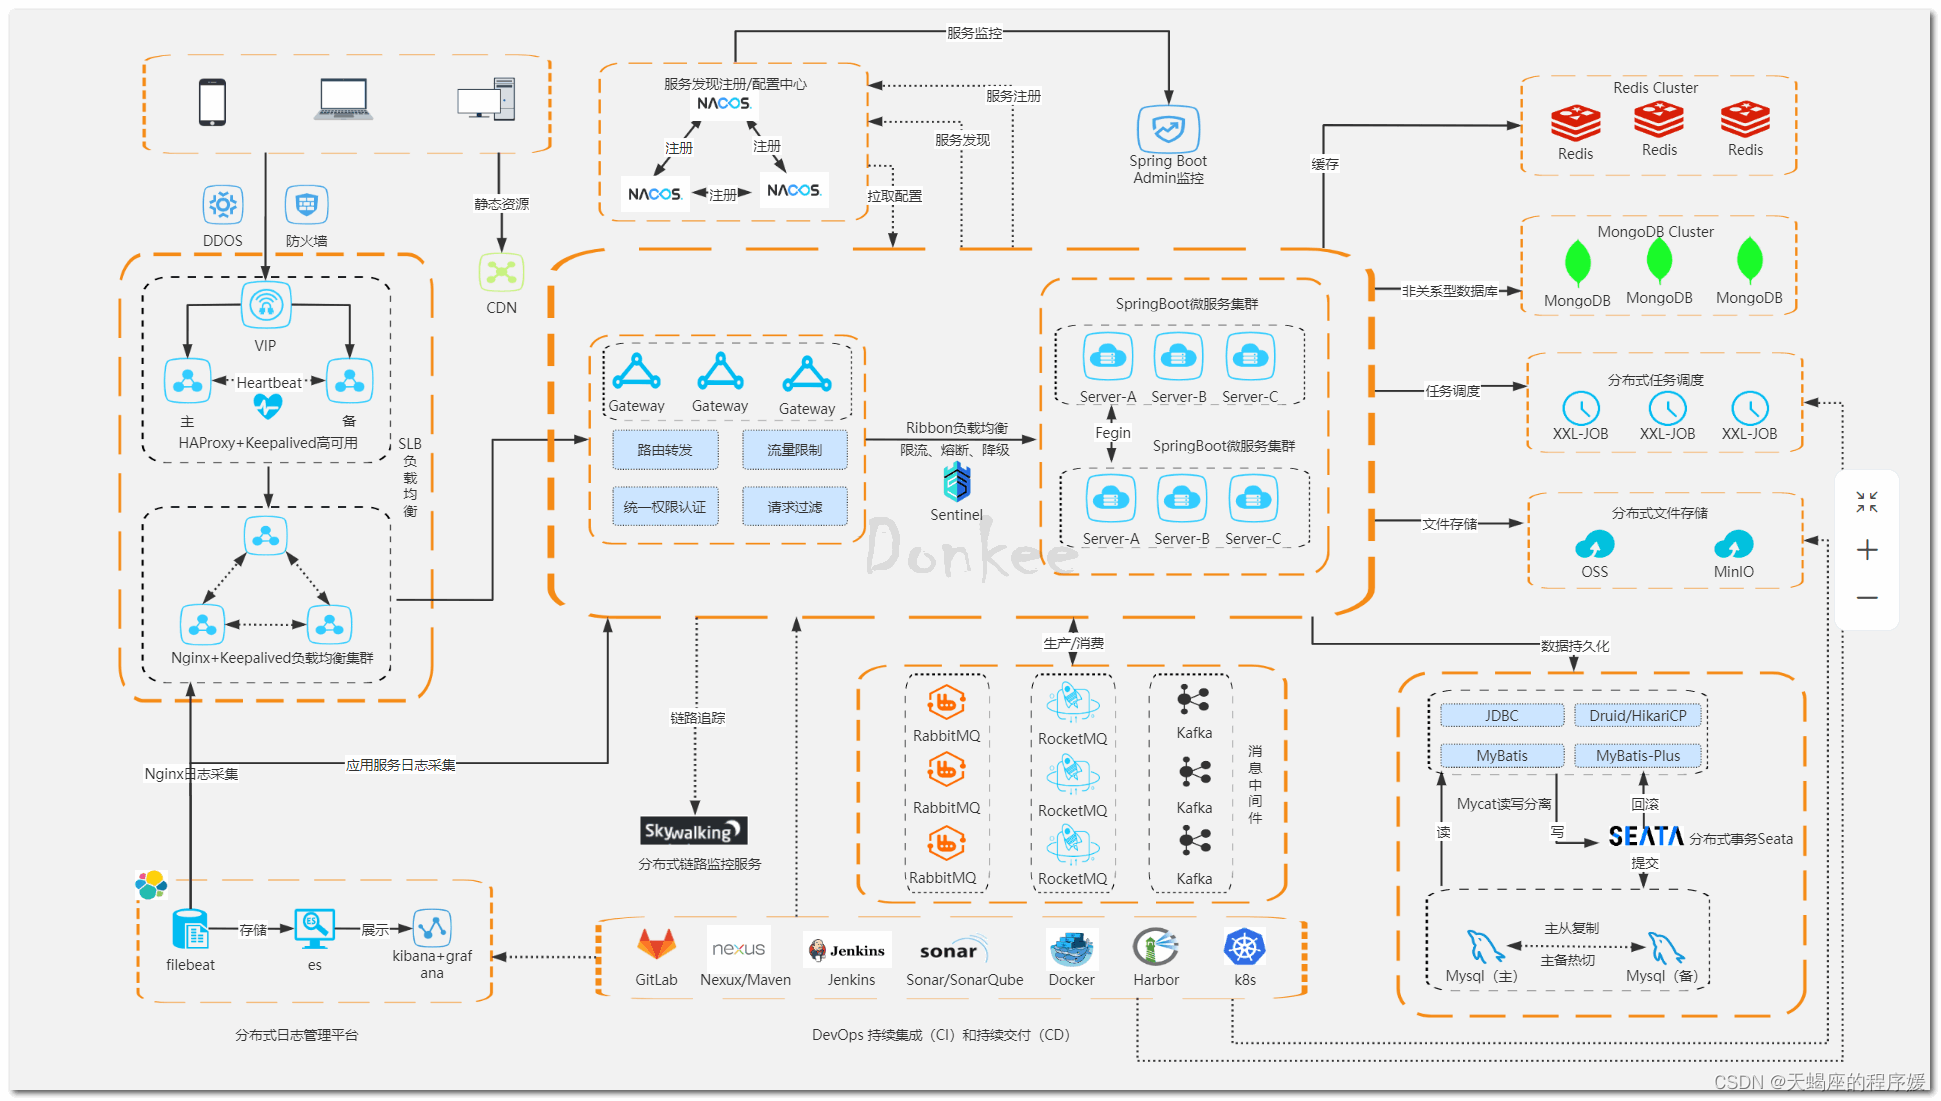 服务监控
服务发现注册/配置中心
NACOS.
注册
注册
NACOS.
注册
NACOS.
服务注册
服务发现
拉取配置
Spring Boot
Admin监控
静态资源
CDN
DDOS
防火墙
VIP
Heartbeat
主
备
HAProxy+Keepalived高可用
SLB
负
载
均
衡
Nginx+Keepalived负载均衡集群
Gateway
Gateway
Gateway
路由转发
流量限制
统一权限认证
请求过滤
Ribbon负载均衡
限流、熔断、降级
Sentinel
SpringBoot微服务集群
Server-A
Server-B
Server-C
Fegin
SpringBoot微服务集群
Server-A
Server-B
Server-C
Donkee
缓存
Redis Cluster
Redis
Redis
Redis
非关系型数据库
MongoDB Cluster
MongoDB
MongoDB
MongoDB
任务调度
分布式任务调度
XXL-JOB
XXL-JOB
XXL-JOB
文件存储
分布式文件存储
OSS
MinIO
数据持久化
JDBC
Druid/HikariCP
MyBatis
MyBatis-Plus
Mycat读写分离
读
写
回滚
SEATA
分布式事务Seata
提交
主从复制
主备热切
Mysql（主）
Mysql（备）
生产/消费
RabbitMQ
RocketMQ
Kafka
RabbitMQ
RocketMQ
Kafka
RabbitMQ
RocketMQ
Kafka
消
息
中
间
件
链路追踪
Skywalking
分布式链路监控服务
Nginx日志采集
应用服务日志采集
filebeat
存储
ES
es
展示
kibana+graf
ana
分布式日志管理平台
GitLab
nexus
Nexux/Maven
Jenkins
Jenkins
sonar
Sonar/SonarQube
Docker
Harbor
k8s
DevOps 持续集成（CI）和持续交付（CD）
CSDN @天蝎座的程序媛